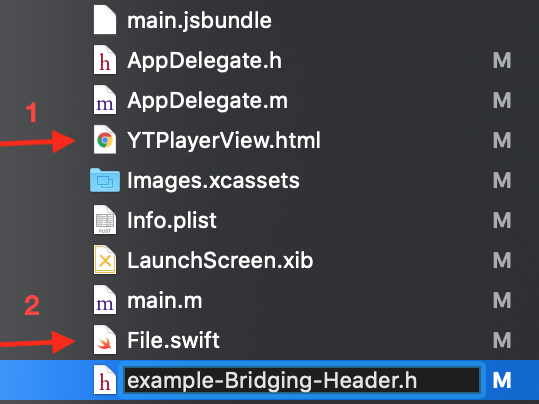 main.jsbundle
AppDelegate.h M
AppDelegate.m M
1
YTPlayerView.html M
Images.xcassets M
PLIST Info.plist M
LaunchScreen.xib M
main.m M
2
File.swift M
example-Bridging-Header.h M